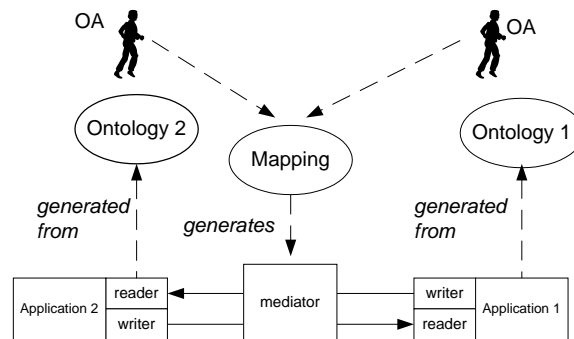 OA
OA
Ontology 2
Ontology 1
Mapping
generated
from
generates
generated
from
reader
writer
Application 2
mediator
Application 1
writer
reader